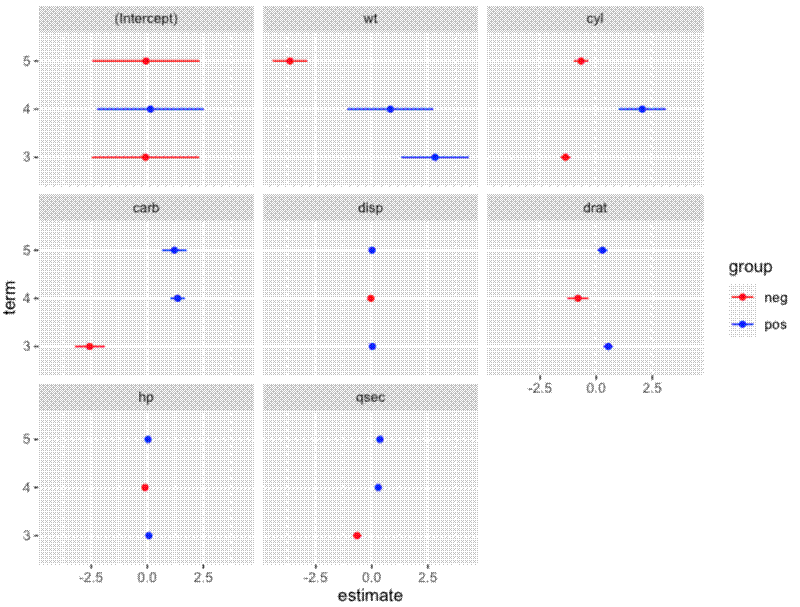 (Intercept) wt cyl
5
4
3
carb disp drat
5
4
3
-2.5 0.0 2.5
hp qsec
5
4
3
-2.5 0.0 2.5 -2.5 0.0 2.5
estimate
term
group
neg
pos